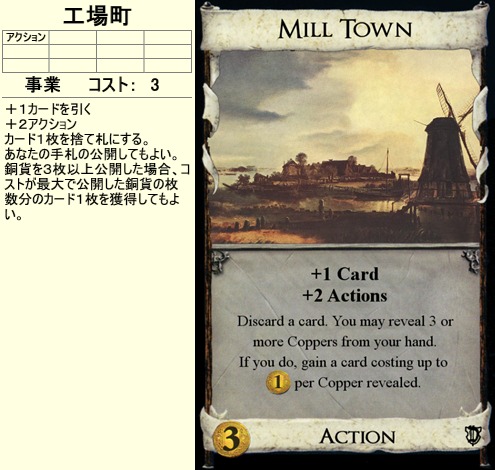 工場町
アクション
事業　コスト：　3
＋1カードを引く
＋2アクション
カード1枚を捨て札にする。
あなたの手札の公開してもよい。
銅貨を3枚以上公開した場合、コ
ストが最大で公開した銅貨の枚
数分のカード1枚を獲得してもよ
い。
MILL TOWN
+1 Card
+2 Actions
Discard a card. You may reveal 3 or
more Coppers from your hand.
If you do, gain a card costing up to
1 per Copper revealed.
3 ACTION